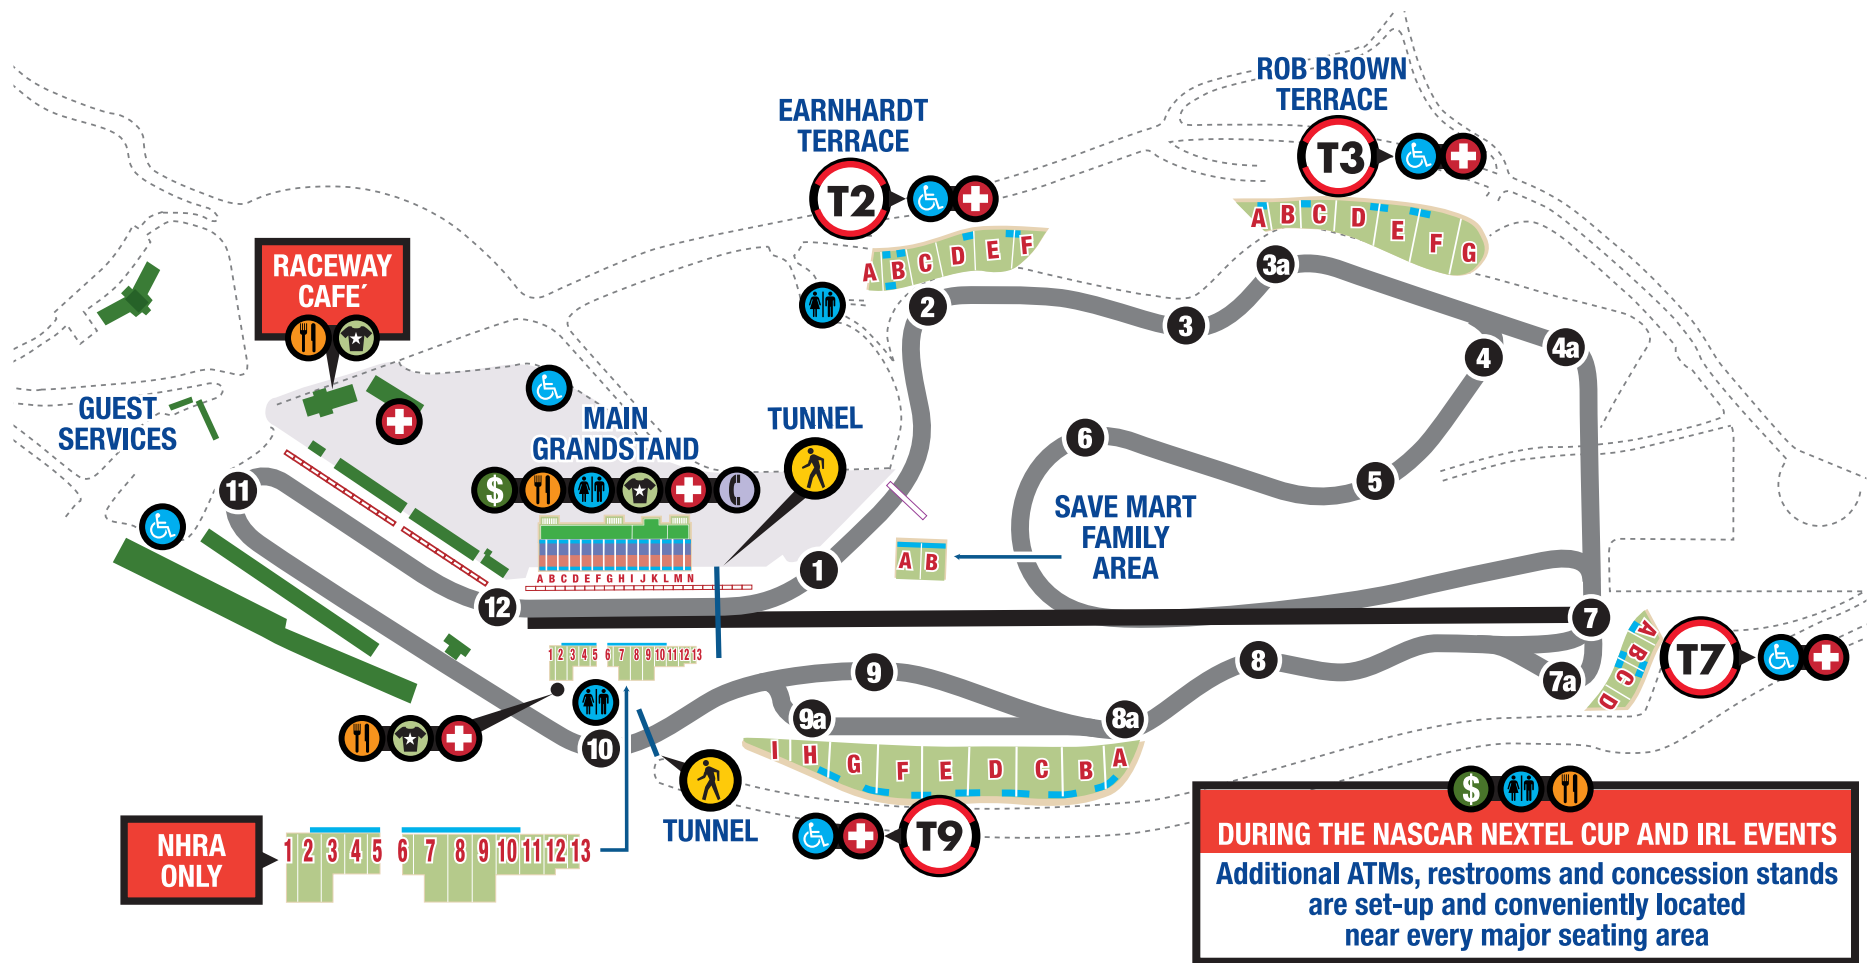 ROB BROWN
TERRACE
T3
A B C D E F G
EARNHARDT
TERRACE
T2
A B C D E F
3a
2
3
4
4a
RACEWAY
CAFE´
GUEST
SERVICES
MAIN
GRANDSTAND
$
TUNNEL
6
5
11
SAVE MART
FAMILY
AREA
A B
A B C D E F G H I J K L M N
1
12
7
1 2 3 4 5 6 7 8 9 10 11 12 13
A B C D
T7
9
8
7a
9a
8a
10
I H G F E D C B A
T9
TUNNEL
NHRA
ONLY
1 2 3 4 5 6 7 8 9 10 11 12 13
$
DURING THE NASCAR NEXTEL CUP AND IRL EVENTS
Additional ATMs, restrooms and concession stands
are set-up and conveniently located
near every major seating area